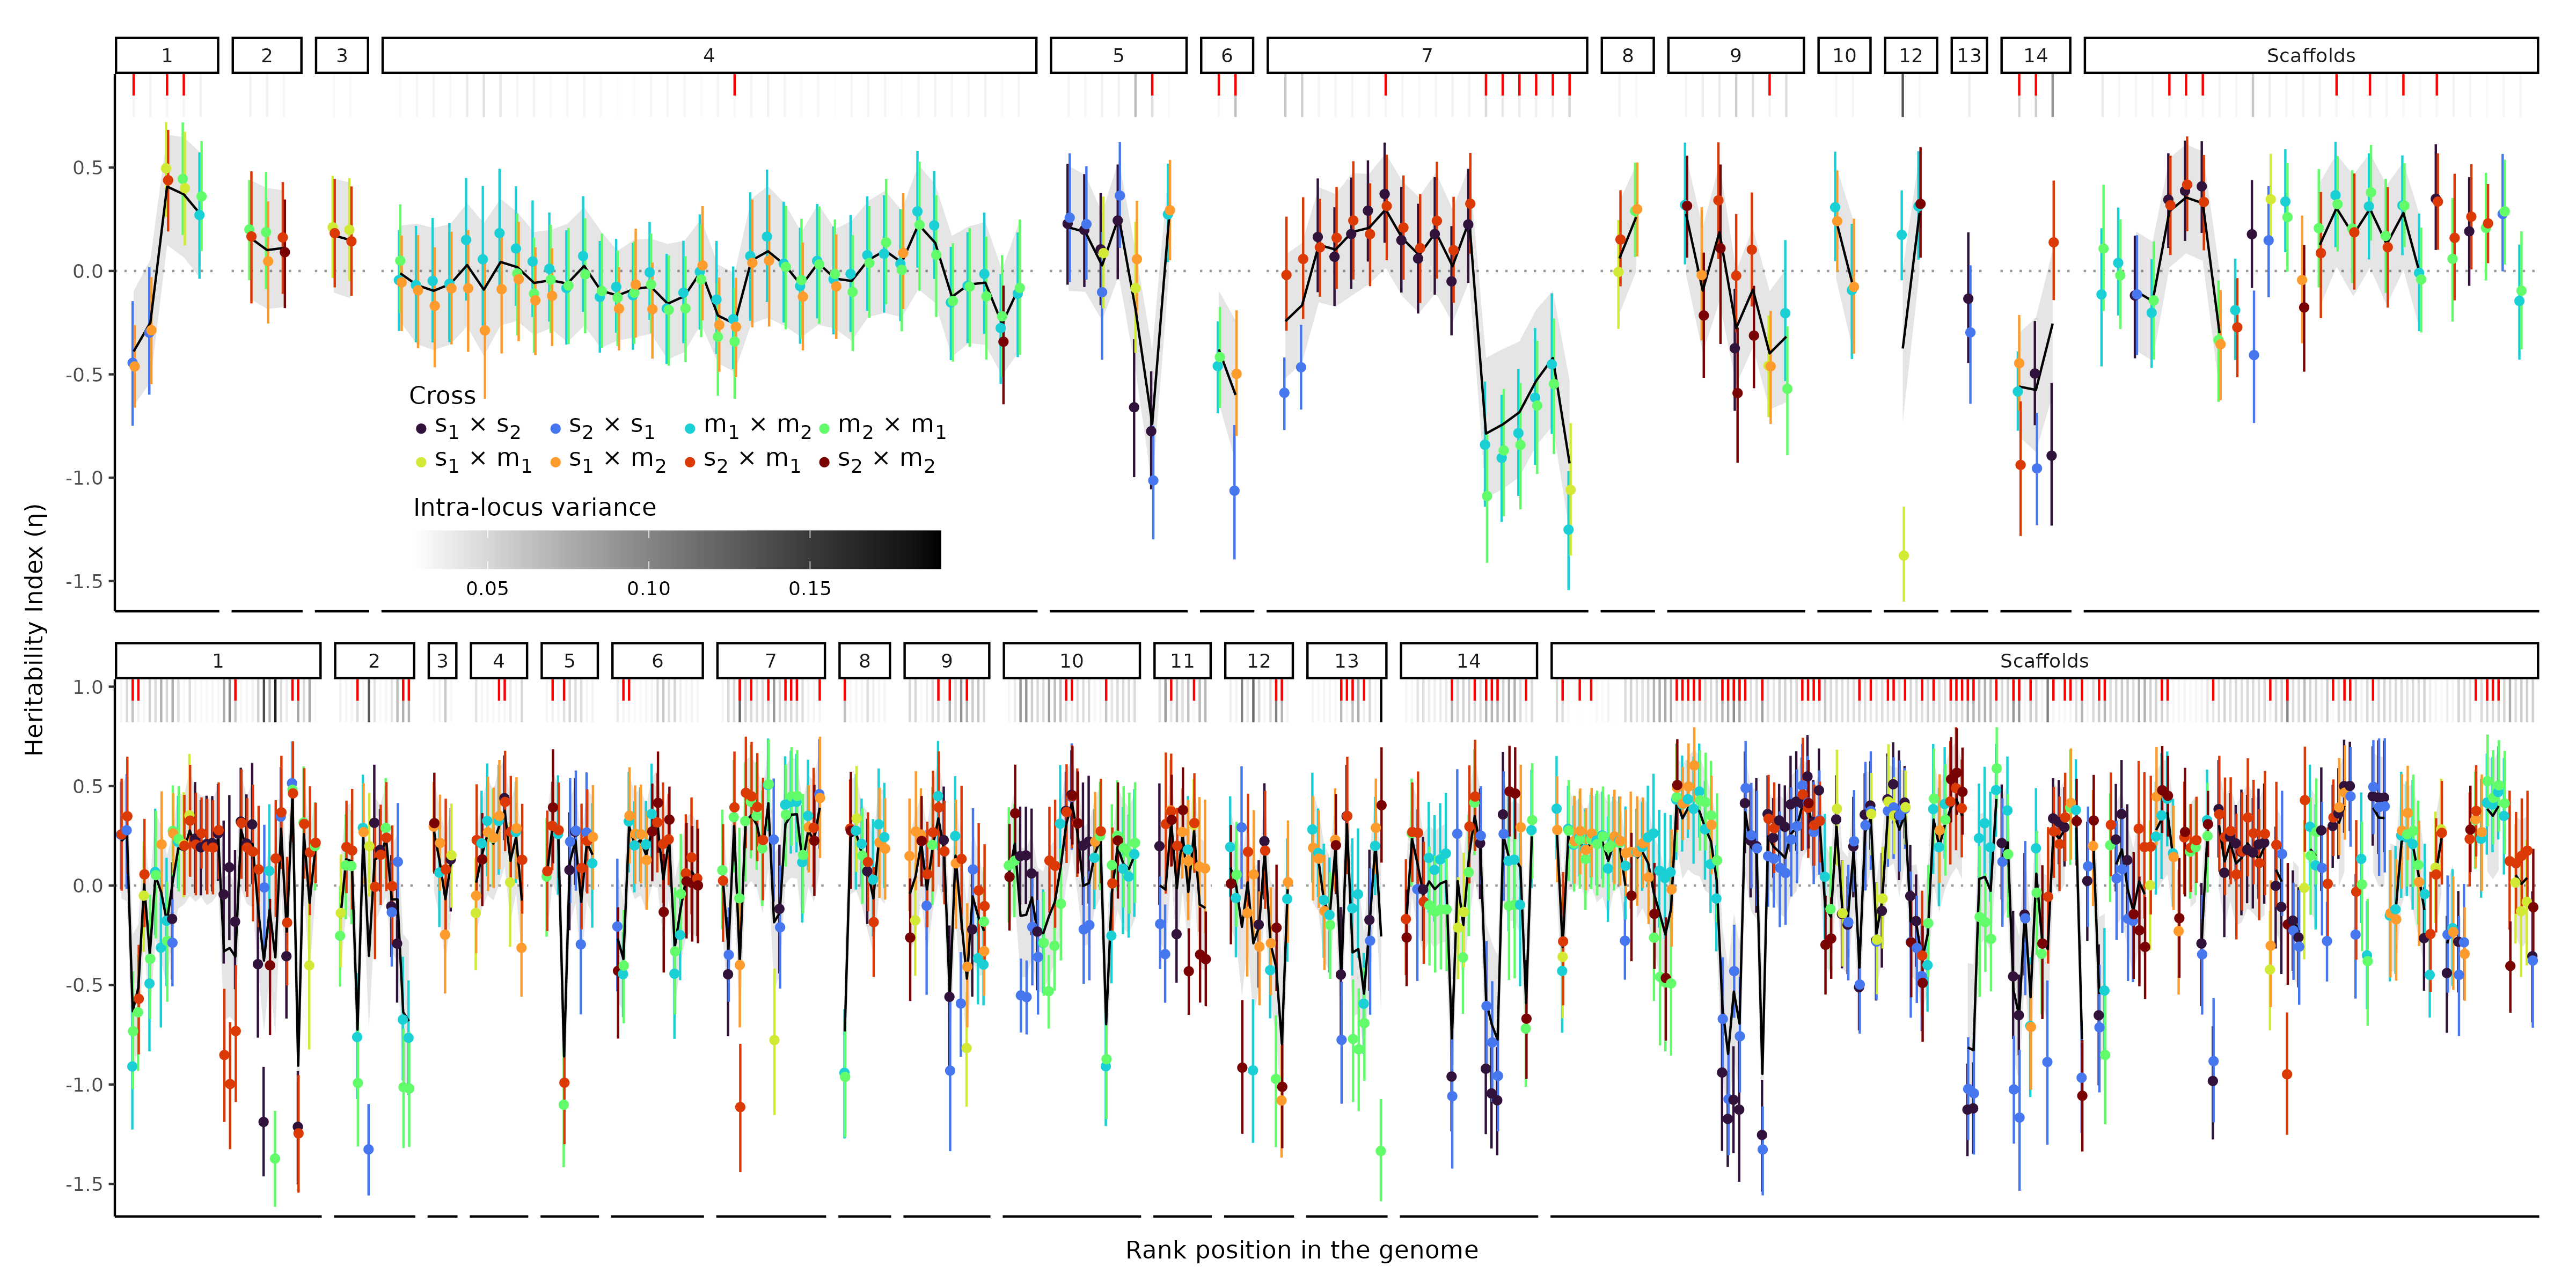 1 2 3 4 5 6 7 8 9 10 12 13 14 Scaffolds
0.5
0.0
-0.5
-1.0
-1.5
Cross
s1 × s2 s2 × s1 m1 × m2 m2 × m1
s1 × m1 s1 × m2 s2 × m1 s2 × m2
Intra-locus variance
0.05 0.10 0.15
Heritability Index (η)
1 2 3 4 5 6 7 8 9 10 11 12 13 14 Scaffolds
1.0
0.5
0.0
-0.5
-1.0
-1.5
Rank position in the genome